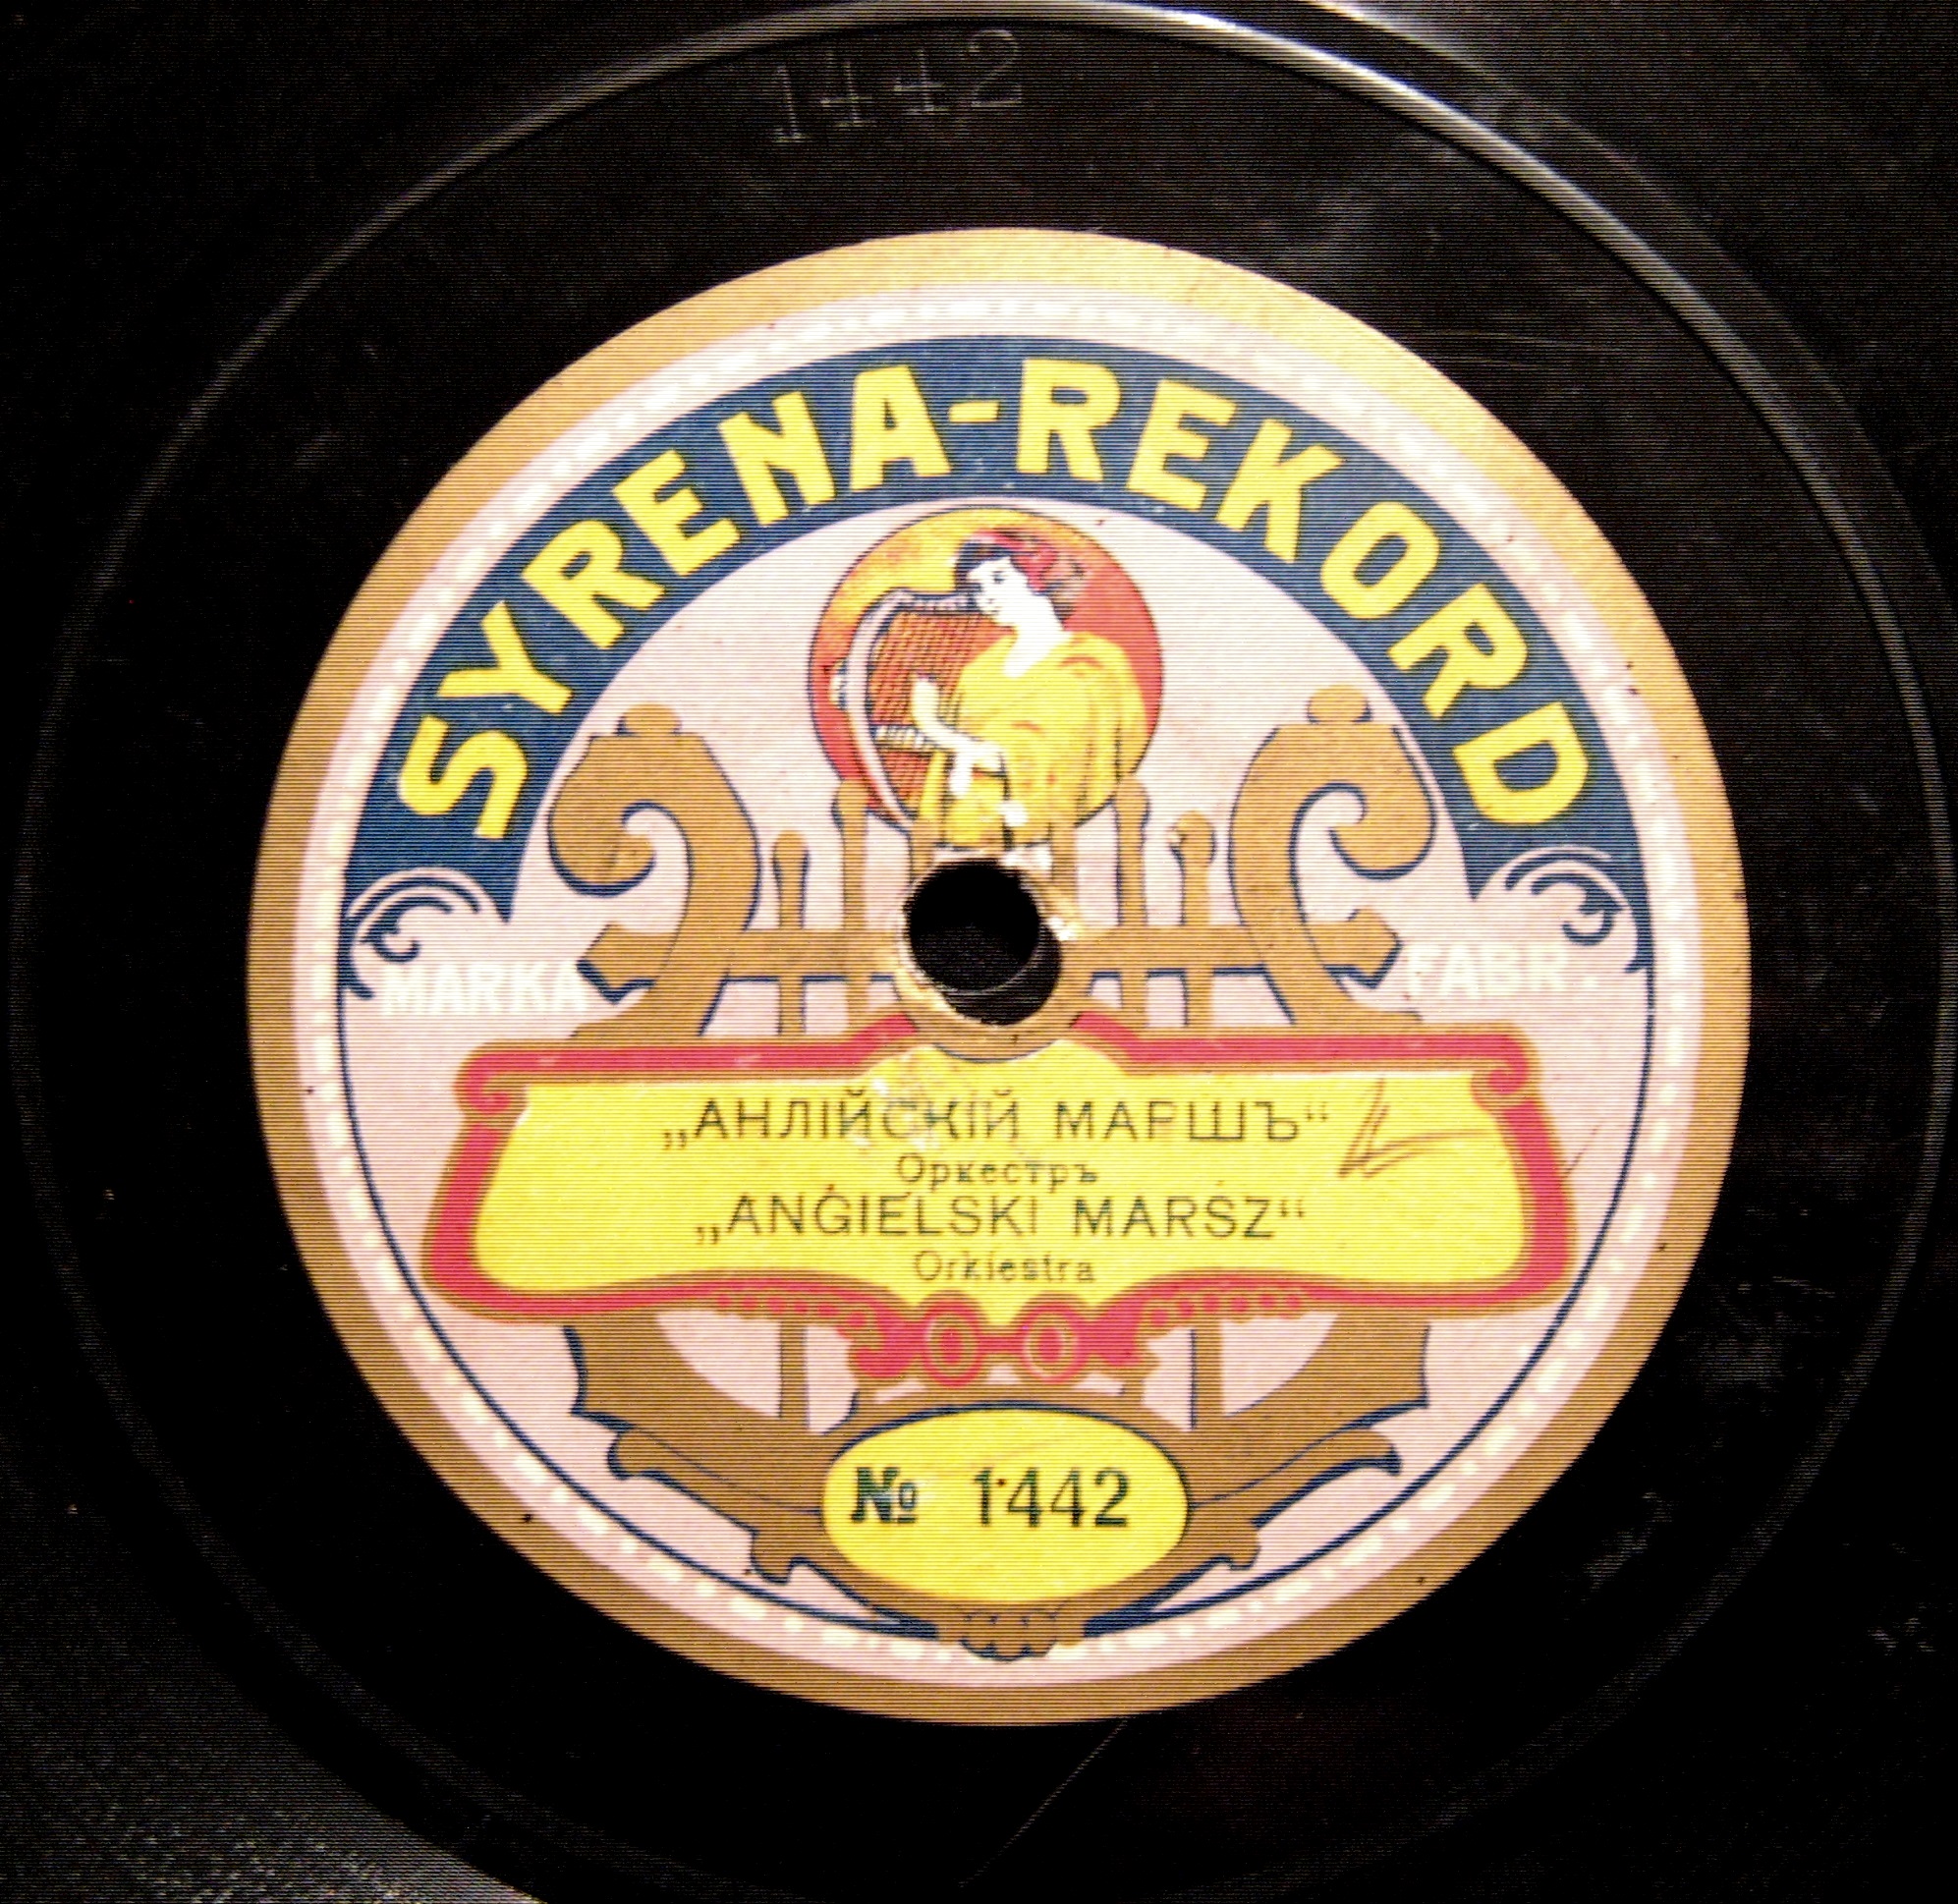 1442
SYRENA-REKORD
MARKA FABR.
„АНЛІЙСКІЙ МАРШЪ“
Оркестръ
„ANGIELSKI MARSZ“
Orkiestra
№ 1442